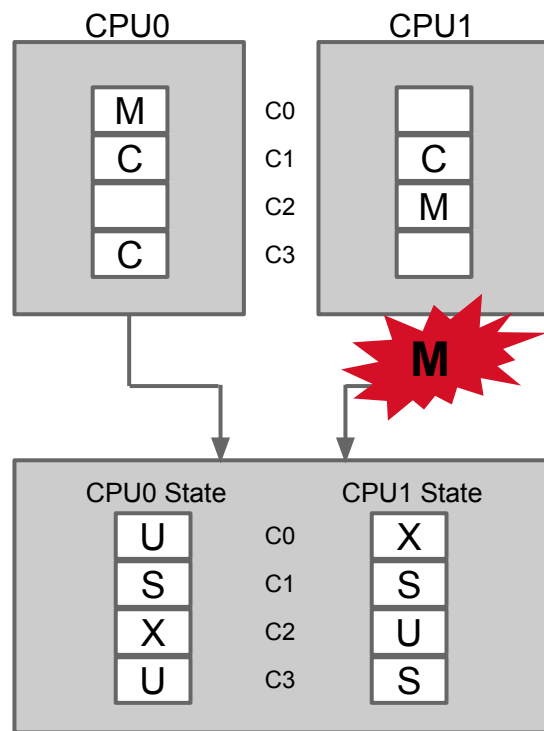 CPU0 CPU1
M C0
C C1 C
C2 M
C C3
M
CPU0 State CPU1 State
U C0 X
S C1 S
X C2 U
U C3 S